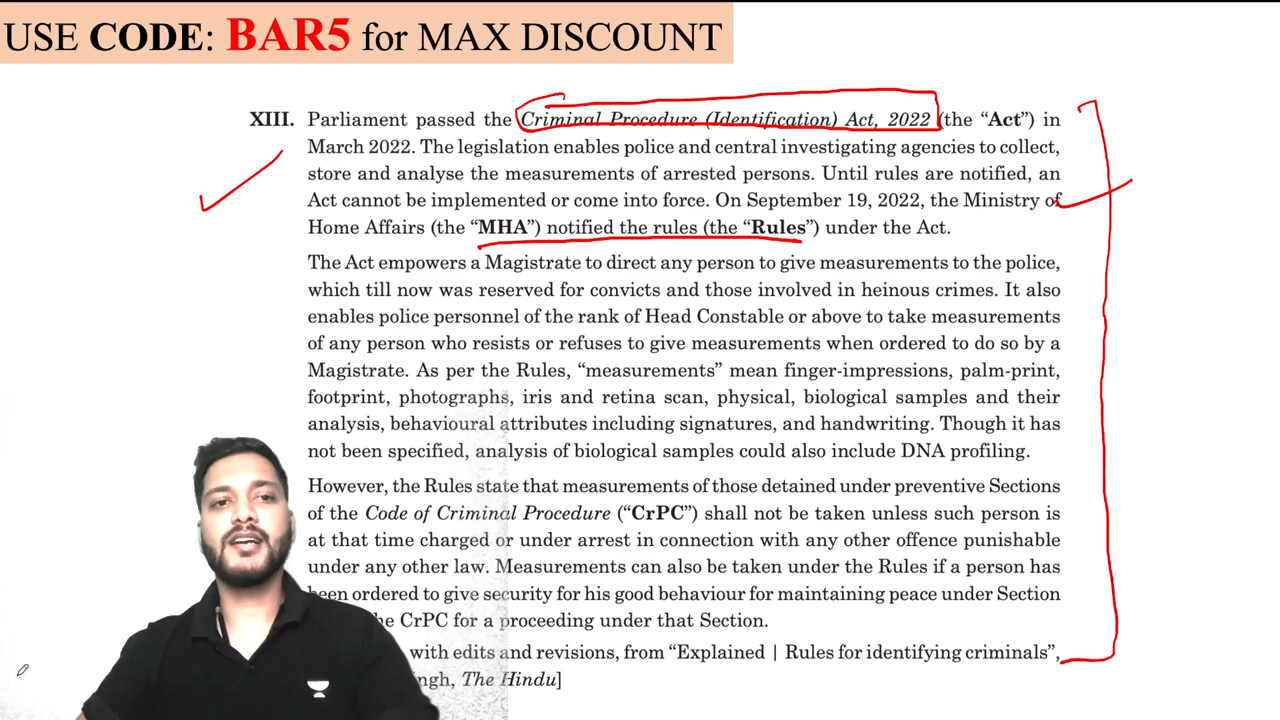 USE CODE: BAR5 for MAX DISCOUNT
XIII. Parliament passed the Criminal Procedure (Identification) Act, 2022 (the “Act”) in
March 2022. The legislation enables police and central investigating agencies to collect,
store and analyse the measurements of arrested persons. Until rules are notified, an
Act cannot be implemented or come into force. On September 19, 2022, the Ministry of
Home Affairs (the “MHA”) notified the rules (the “Rules”) under the Act.
The Act empowers a Magistrate to direct any person to give measurements to the police,
which till now was reserved for convicts and those involved in heinous crimes. It also
enables police personnel of the rank of Head Constable or above to take measurements
of any person who resists or refuses to give measurements when ordered to do so by a
Magistrate. As per the Rules, “measurements” mean finger-impressions, palm-print,
footprint, photographs, iris and retina scan, physical, biological samples and their
analysis, behavioural attributes including signatures, and handwriting. Though it has
not been specified, analysis of biological samples could also include DNA profiling.
However, the Rules state that measurements of those detained under preventive Sections
of the Code of Criminal Procedure (“CrPC”) shall not be taken unless such person is
at that time charged or under arrest in connection with any other offence punishable
under any other law. Measurements can also be taken under the Rules if a person has
been ordered to give security for his good behaviour for maintaining peace under Section
CrPC for a proceeding under that Section.
with edits and revisions, from “Explained | Rules for identifying criminals”,
The Hindu]